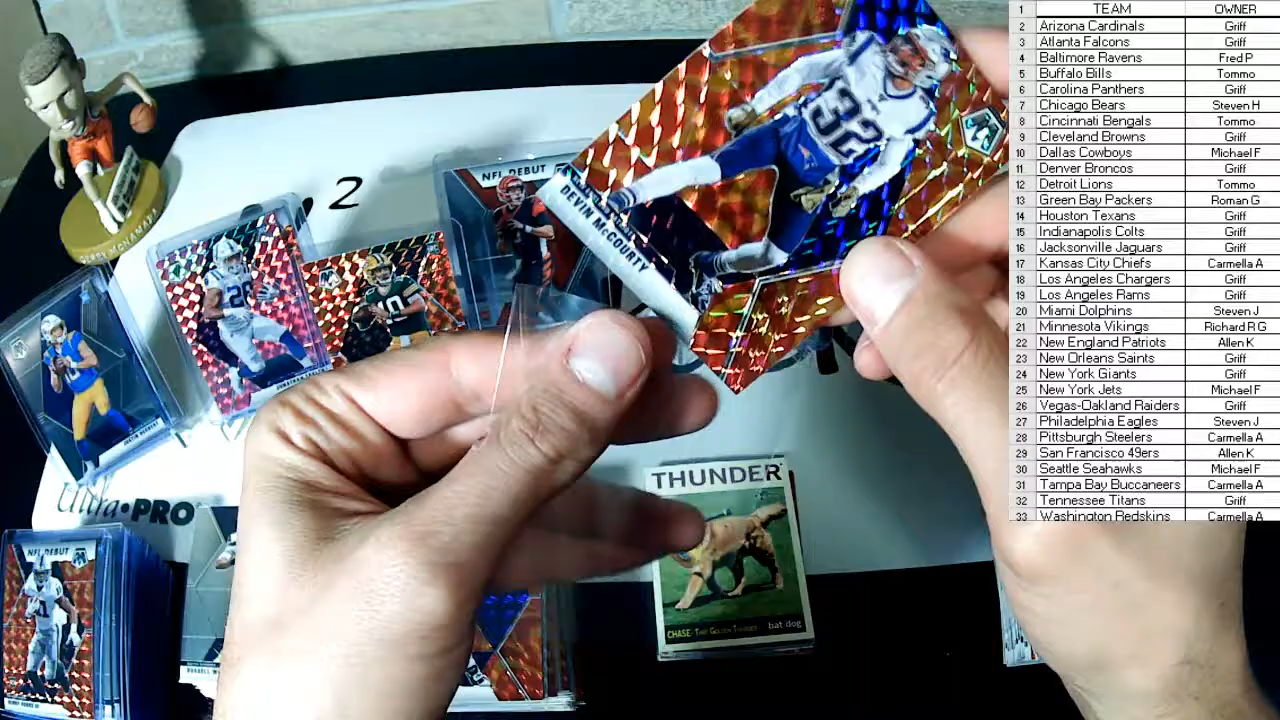 1 TEAM OWNER
2 Arizona Cardinals Griff
3 Atlanta Falcons Griff
4 Baltimore Ravens Fred P
5 Buffalo Bills Tommo
6 Carolina Panthers Griff
7 Chicago Bears Steven H
8 Cincinnati Bengals Tommo
9 Cleveland Browns Griff
10 Dallas Cowboys Michael F
11 Denver Broncos Griff
12 Detroit Lions Tommo
13 Green Bay Packers Roman G
14 Houston Texans Griff
15 Indianapolis Colts Griff
16 Jacksonville Jaguars Griff
17 Kansas City Chiefs Carmella A
18 Los Angeles Chargers Griff
19 Los Angeles Rams Griff
20 Miami Dolphins Steven J
21 Minnesota Vikings Richard R G
22 New England Patriots Allen K
23 New Orleans Saints Griff
24 New York Giants Griff
25 New York Jets Michael F
26 Vegas-Oakland Raiders Griff
27 Philadelphia Eagles Steven J
28 Pittsburgh Steelers Carmella A
29 San Francisco 49ers Allen K
30 Seattle Seahawks Michael F
31 Tampa Bay Buccaneers Carmella A
32 Tennessee Titans Griff
33 Washington Redskins Carmella A
DEVIN McCOURTY
32
2
NFL DEBUT
10
JUSTIN HERBERT
JONATHAN
Ultra•PRO
THUNDER
bat dog
NFL DEBUT